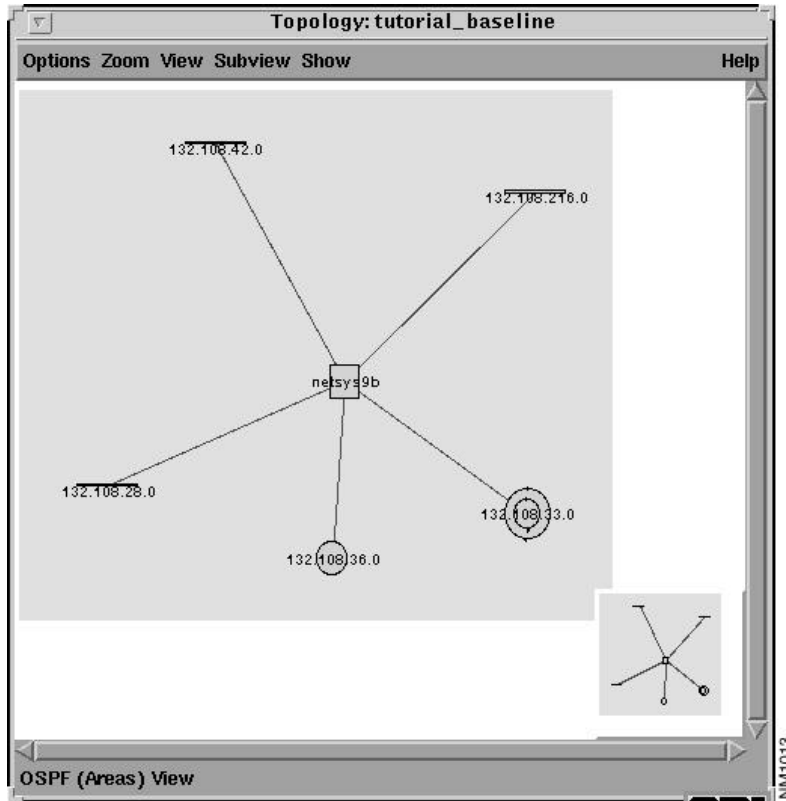 Topology: tutorial_baseline
Options Zoom View Subview Show Help
132.108.42.0
132.108.216.0
netsys9b
132.108.28.0
132.108.33.0
132.108.36.0
OSPF (Areas) View
NM1013